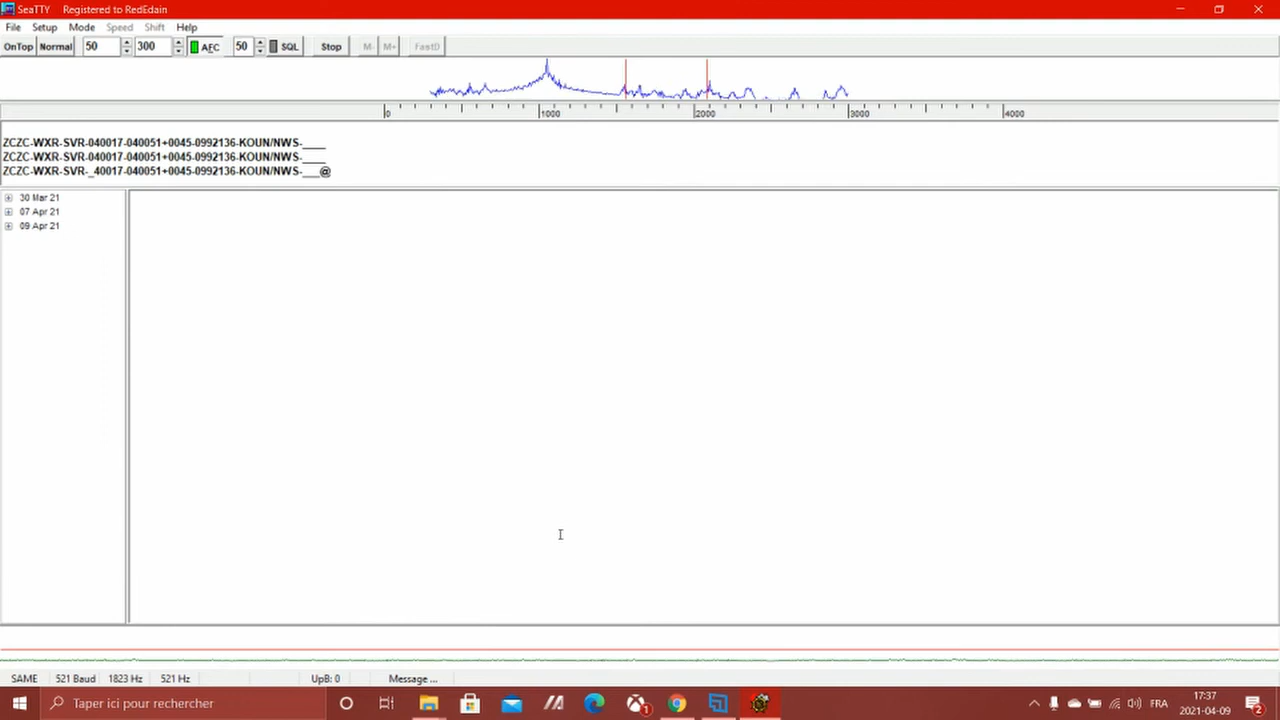 SeaTTY Registered to RedEdain
File Setup Mode Speed Shift Help
OnTop Normal 50 300 AFC 50 SQL Stop M- M+ FastD
0 1000 2000 3000 4000
ZCZC-WXR-SVR-040017-040051+0045-0992136-KOUN/NWS-____
ZCZC-WXR-SVR-040017-040051+0045-0992136-KOUN/NWS-____
ZCZC-WXR-SVR-_40017-040051+0045-0992136-KOUN/NWS-___@
30 Mar 21
07 Apr 21
09 Apr 21
SAME 521 Baud 1823 Hz 521 Hz UpB: 0 Message ...
Taper ici pour rechercher 1 FRA 17:37 2
2021-04-09